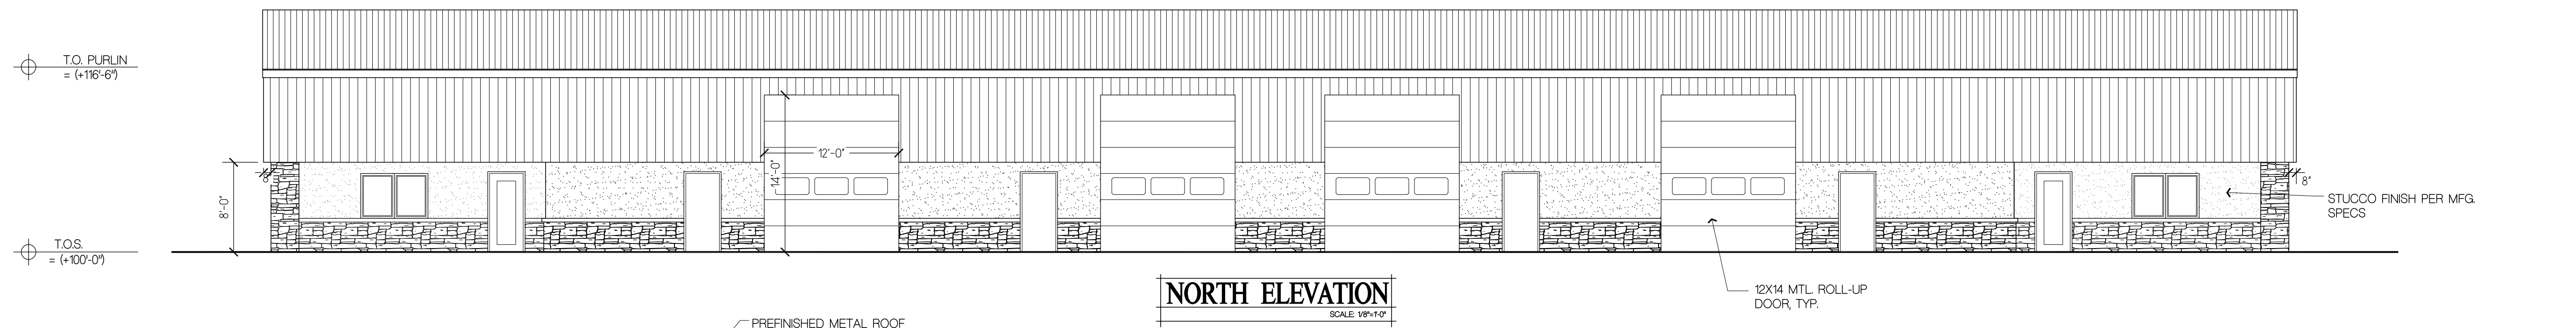 T.O. PURLIN
= (+116'-6")
12'-0"
14'-0"
8"
8'-0"
8"
STUCCO FINISH PER MFG.
SPECS
T.O.S.
= (+100'-0")
NORTH ELEVATION
SCALE: 1/8"=1'-0"
12X14 MTL. ROLL-UP
DOOR, TYP.
PREFINISHED METAL ROOF